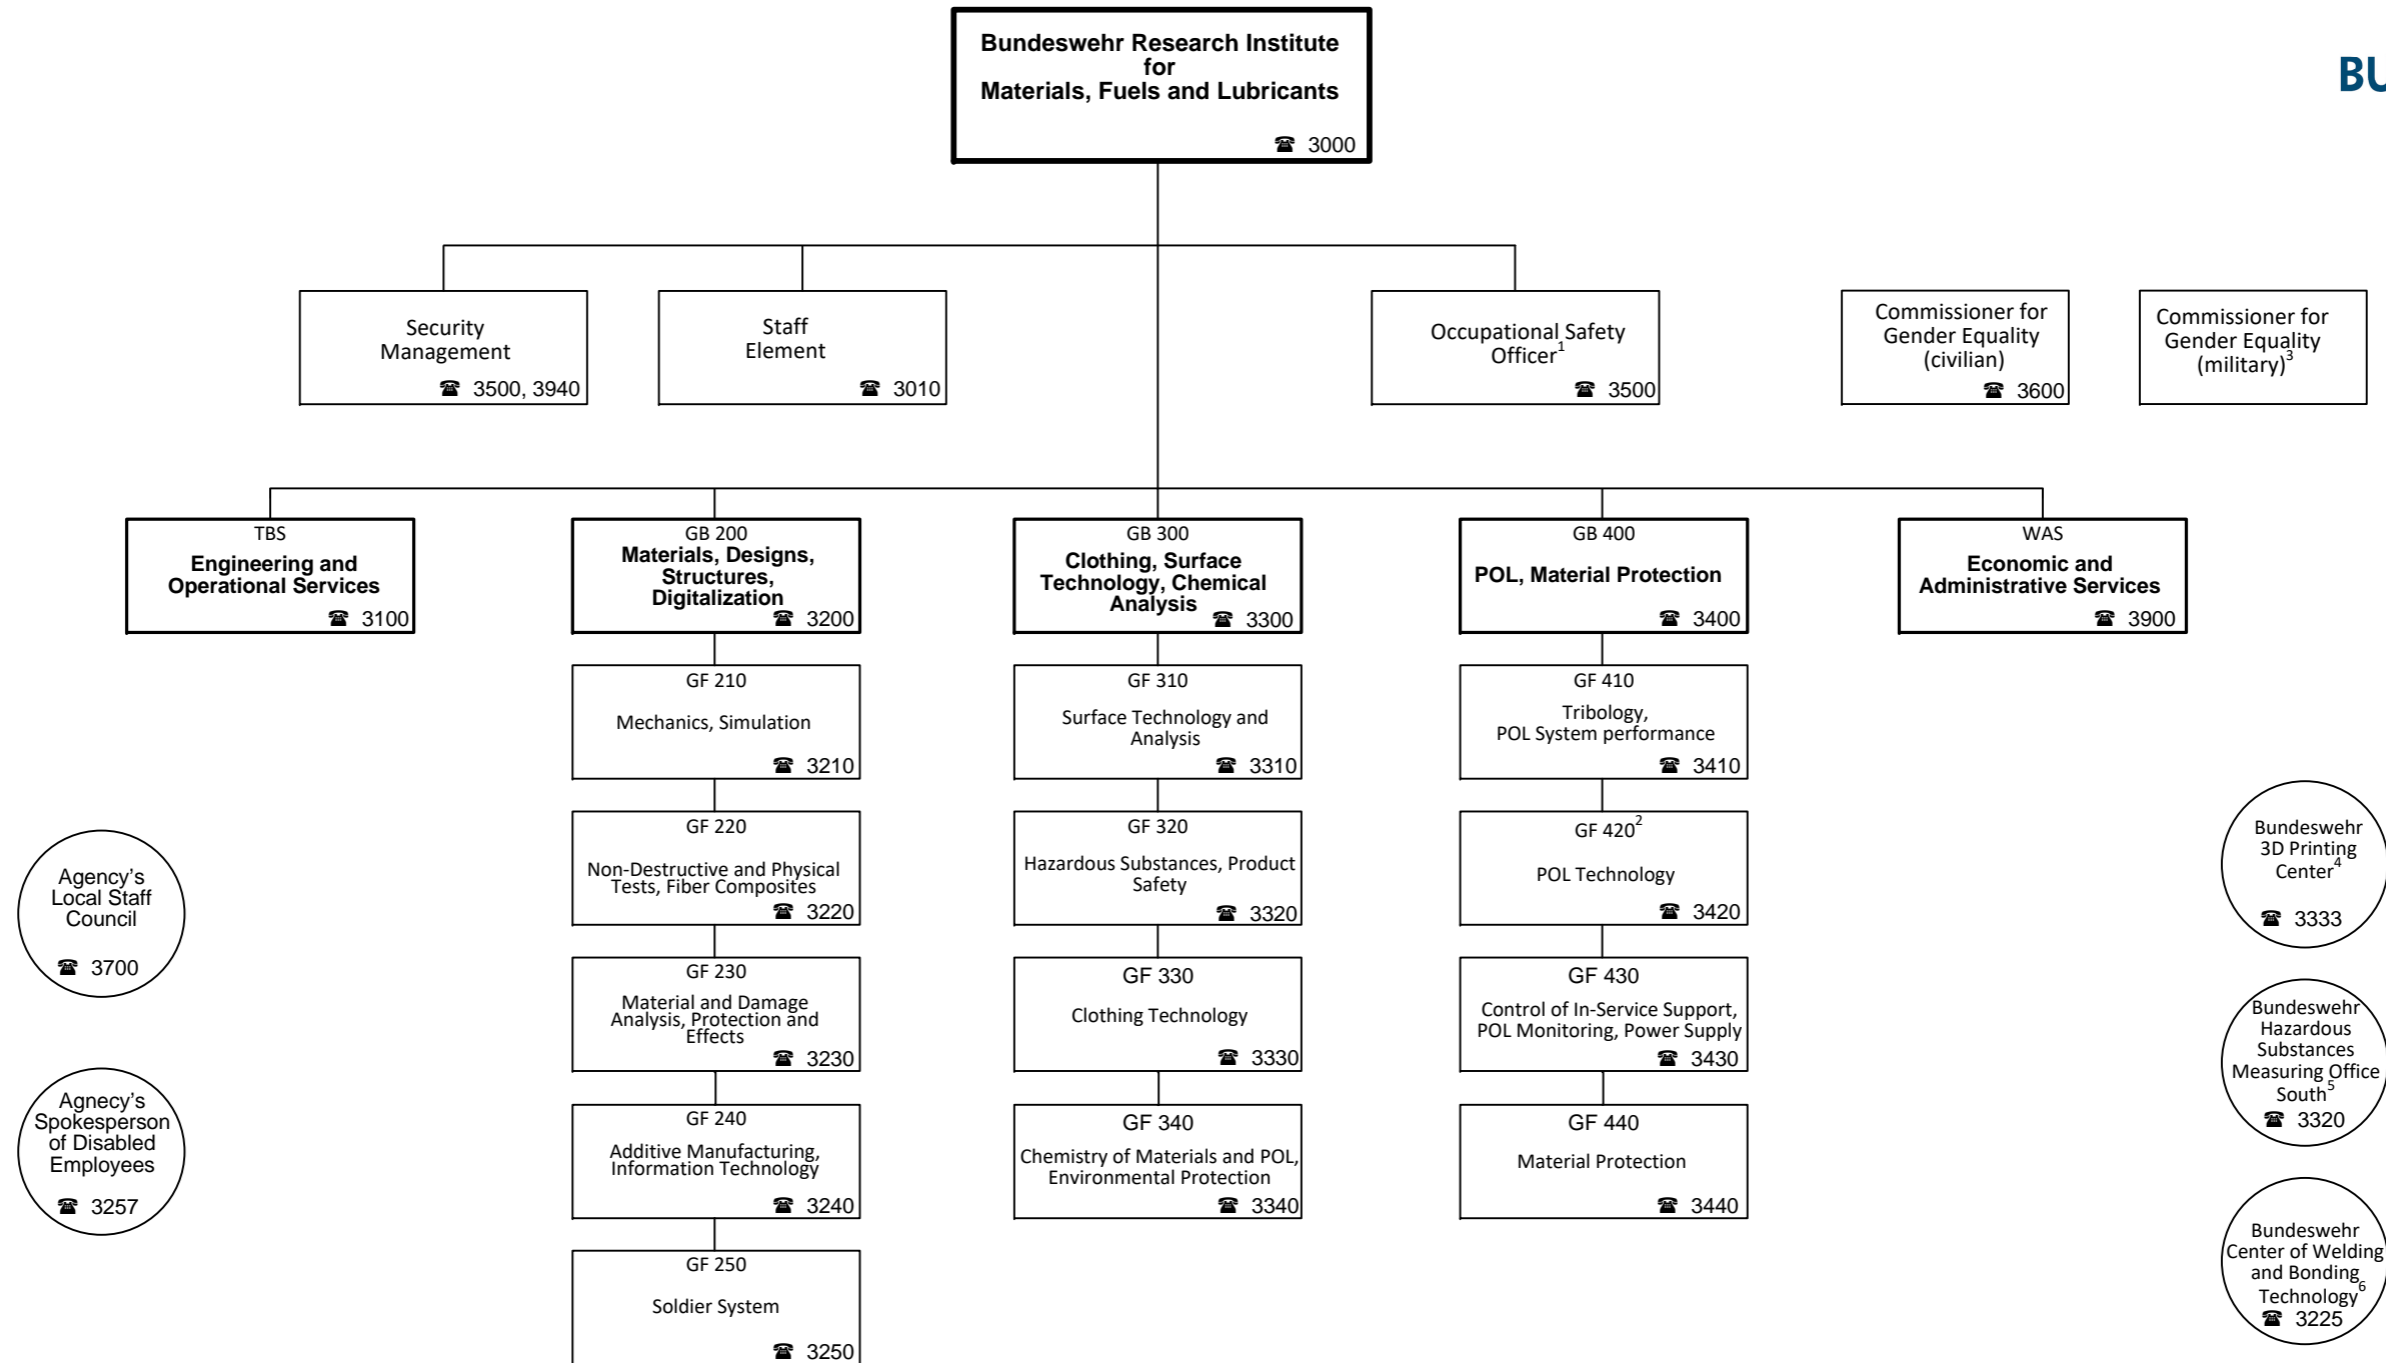 Bundeswehr Research Institute
for
Materials, Fuels and Lubricants
☎ 3000
BU
Security
Management
☎ 3500, 3940
Staff
Element
☎ 3010
Occupational Safety
Officer1
☎ 3500
Commissioner for
Gender Equality
(civilian)
☎ 3600
Commissioner for
Gender Equality
(military)3
TBS
Engineering and
Operational Services
☎ 3100
GB 200
Materials, Designs,
Structures,
Digitalization
☎ 3200
GB 300
Clothing, Surface
Technology, Chemical
Analysis
☎ 3300
GB 400
POL, Material Protection
☎ 3400
WAS
Economic and
Administrative Services
☎ 3900
GF 210
Mechanics, Simulation
☎ 3210
GF 310
Surface Technology and
Analysis
☎ 3310
GF 410
Tribology,
POL System performance
☎ 3410
GF 220
Non-Destructive and Physical
Tests, Fiber Composites
☎ 3220
GF 320
Hazardous Substances, Product
Safety
☎ 3320
GF 4202
POL Technology
☎ 3420
GF 230
Material and Damage
Analysis, Protection and
Effects
☎ 3230
GF 330
Clothing Technology
☎ 3330
GF 430
Control of In-Service Support,
POL Monitoring, Power Supply
☎ 3430
GF 240
Additive Manufacturing,
Information Technology
☎ 3240
GF 340
Chemistry of Materials and POL,
Environmental Protection
☎ 3340
GF 440
Material Protection
☎ 3440
GF 250
Soldier System
☎ 3250
Agency's
Local Staff
Council
☎ 3700
Agnecy's
Spokesperson
of Disabled
Employees
☎ 3257
Bundeswehr
3D Printing
Center4
☎ 3333
Bundeswehr
Hazardous
Substances
Measuring Office
South5
☎ 3320
Bundeswehr
Center of Welding
and Bonding
Technology6
☎ 3225